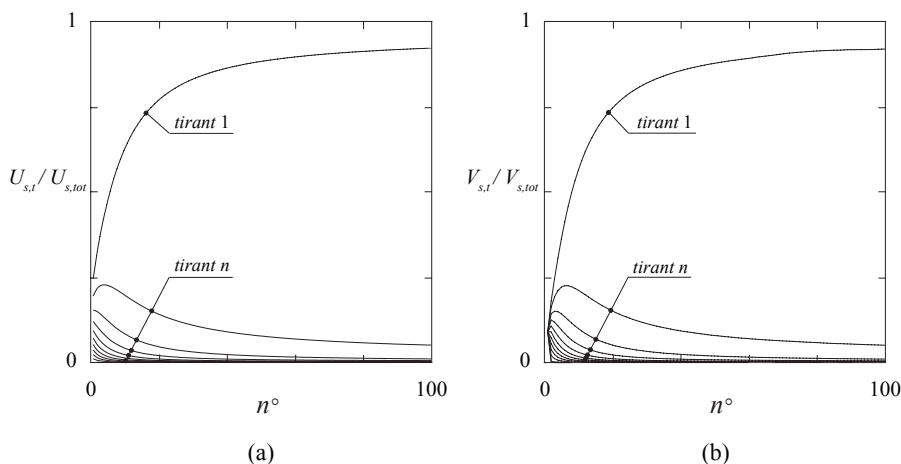 1
tirant 1
U_{s,t} / U_{s,tot}
tirant n
0
0
100
n°
(a)
1
tirant 1
V_{s,t} / V_{s,tot}
tirant n
0
0
100
n°
(b)